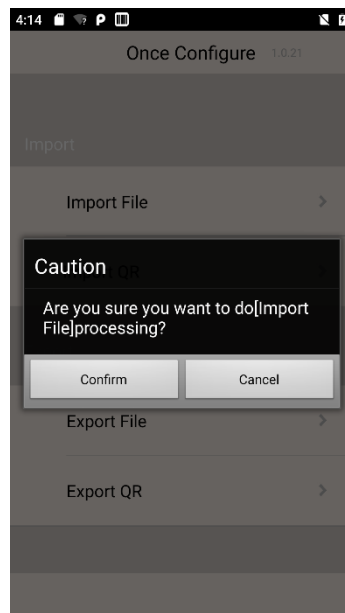 4:14
Once Configure 1.0.21
Import
Import File
Caution
QR
Are you sure you want to do[Import
File]processing?
Confirm Cancel
Export File
Export QR